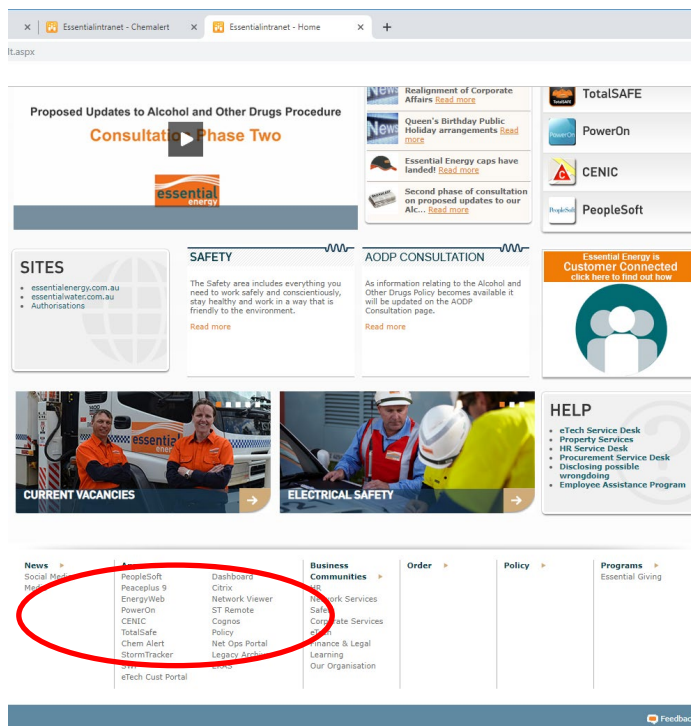 Essentialintranet - Chemalert
Essentialintranet - Home
lt.aspx
Proposed Updates to Alcohol and Other Drugs Procedure
Consultation Phase Two
essential
energy
News
Realignment of Corporate
Affairs Read more
News
Queen's Birthday Public
Holiday arrangements Read
more
Essential Energy caps have
landed! Read more
Second phase of consultation
on proposed updates to our
Alc... Read more
TotalSAFE
PowerOn
CENIC
PeopleSoft
SITES
essentialenergy.com.au
essentialwater.com.au
Authorisations
SAFETY
The Safety area includes everything you
need to work safely and conscientiously,
stay healthy and work in a way that is
friendly to the environment.
Read more
AODP CONSULTATION
As information relating to the Alcohol and
Other Drugs Policy becomes available it
will be updated on the AODP
Consultation page.
Read more
Essential Energy is
Customer Connected
click here to find out how
CURRENT VACANCIES
ELECTRICAL SAFETY
HELP
eTech Service Desk
Property Services
HR Service Desk
Procurement Service Desk
Disclosing possible
wrongdoing
Employee Assistance Program
News
Social Media
PeopleSoft
Peaceplus 9
EnergyWeb
PowerOn
CENIC
TotalSafe
Chem Alert
StormTracker
eTech Cust Portal
Dashboard
Citrix
Network Viewer
ST Remote
Cognos
Policy
Net Ops Portal
Legacy Archive
Business
Communities
HR
Network Services
Safety
Corporate Services
eTech
Finance & Legal
Learning
Our Organisation
Order
Policy
Programs
Essential Giving
Feedbac